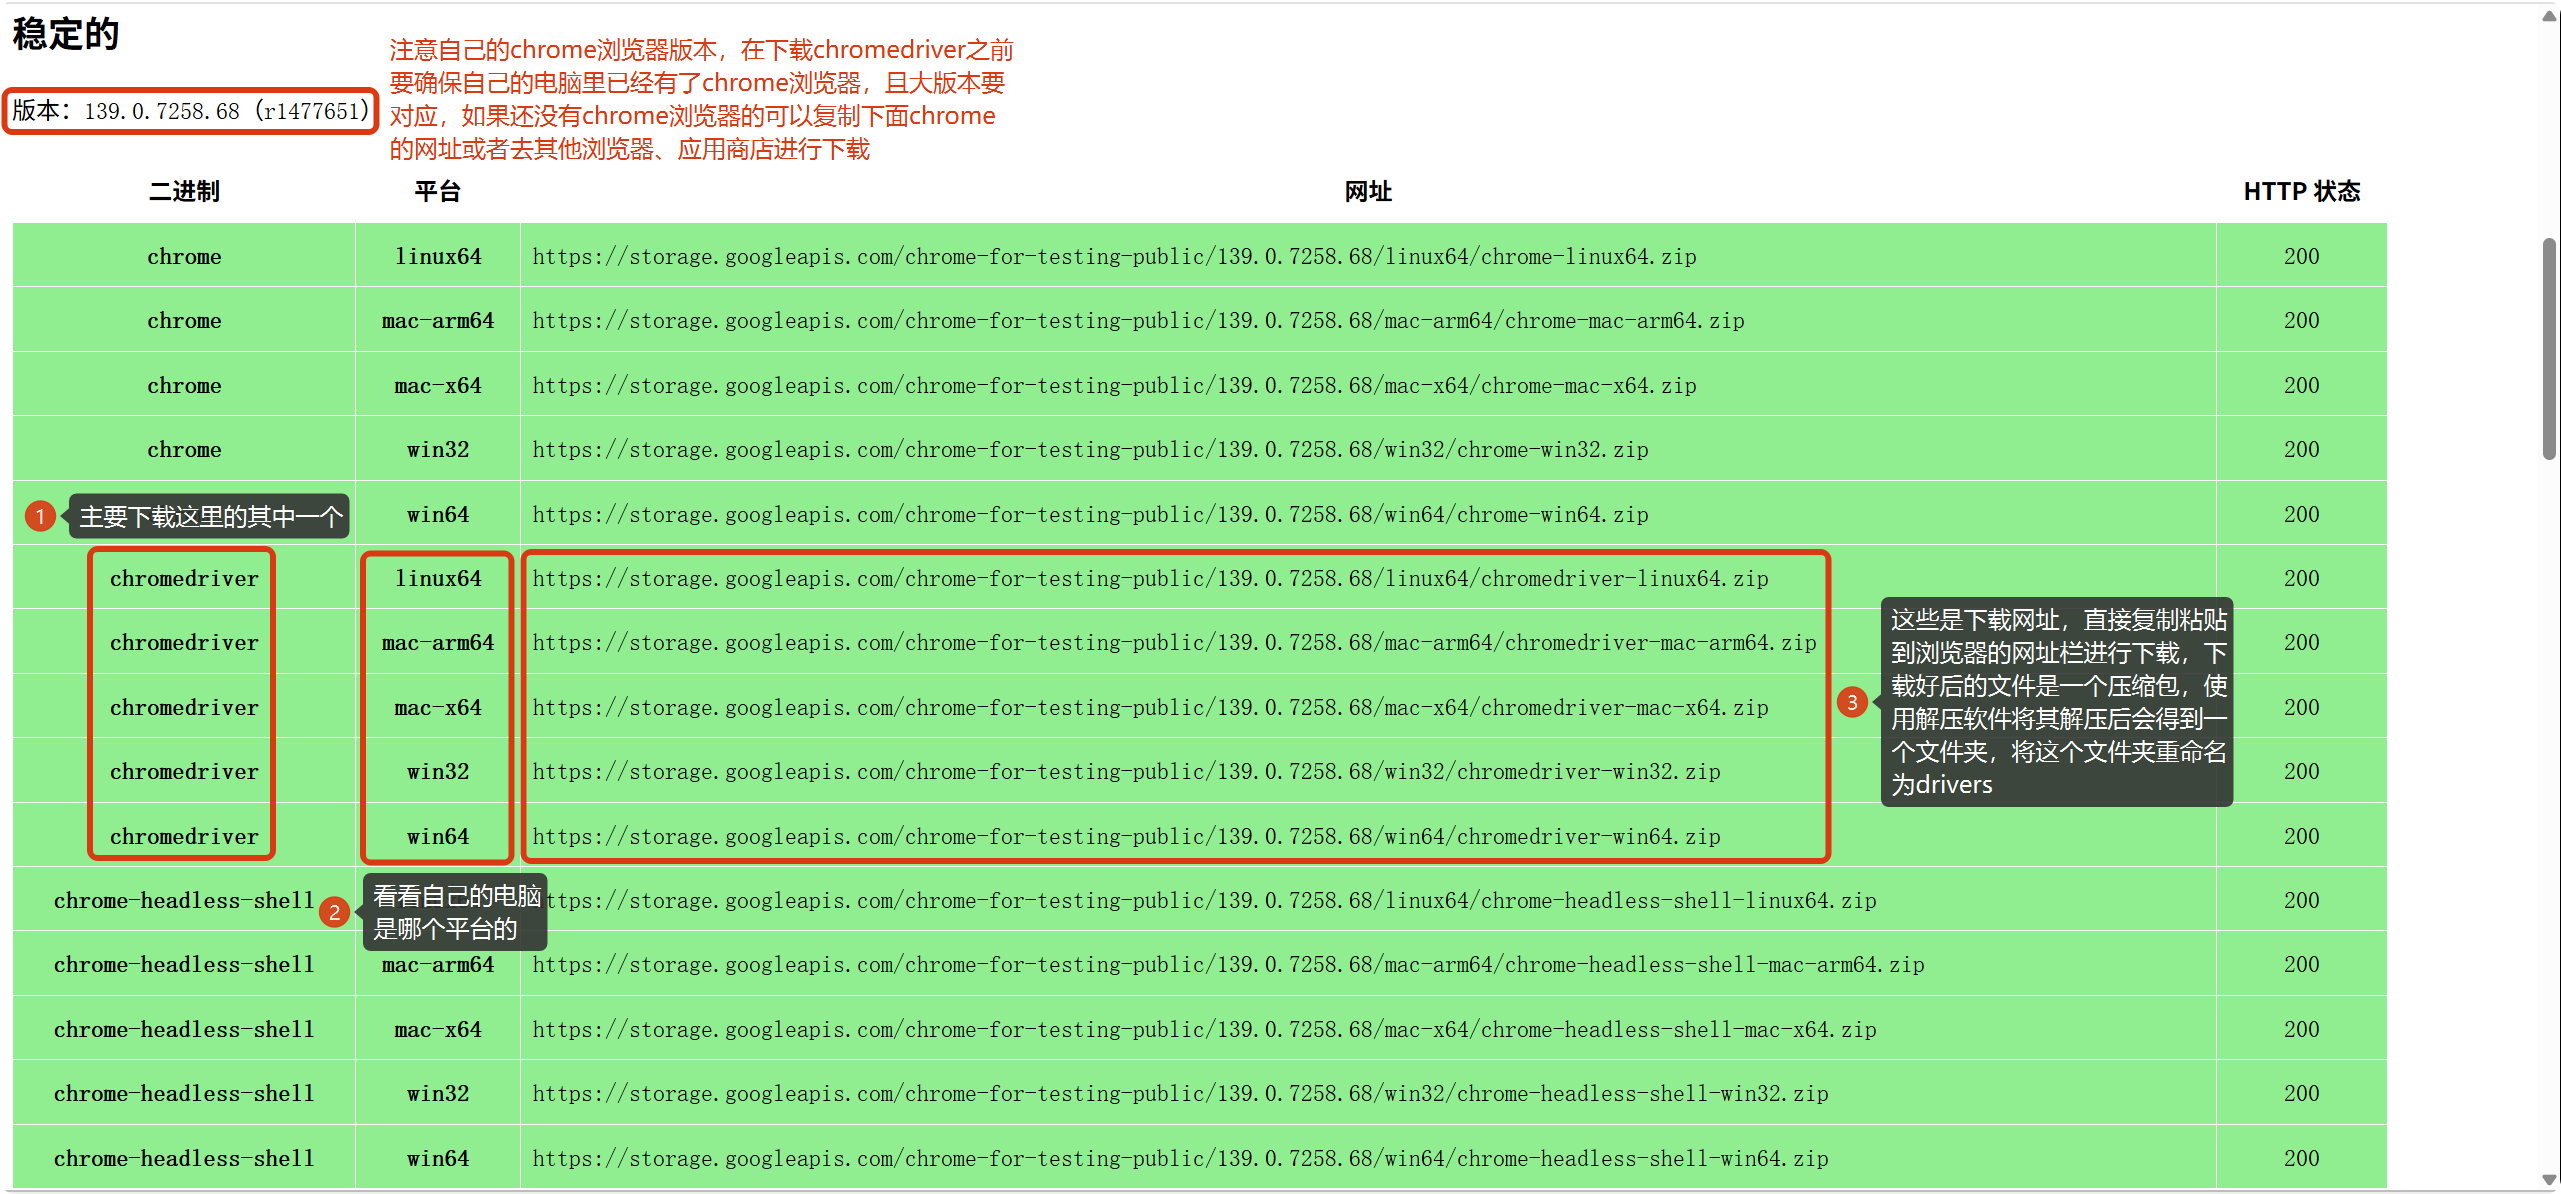 稳定的
注意自己的chrome浏览器版本，在下载chromedriver之前
要确保自己的电脑里已经有了chrome浏览器，且大版本要
对应，如果还没有chrome浏览器的可以复制下面chrome
的网址或者去其他浏览器、应用商店进行下载
版本：139.0.7258.68（r1477651）
二进制 平台 网址 HTTP 状态
chrome linux64 https://storage.googleapis.com/chrome-for-testing-public/139.0.7258.68/linux64/chrome-linux64.zip 200
chrome mac-arm64 https://storage.googleapis.com/chrome-for-testing-public/139.0.7258.68/mac-arm64/chrome-mac-arm64.zip 200
chrome mac-x64 https://storage.googleapis.com/chrome-for-testing-public/139.0.7258.68/mac-x64/chrome-mac-x64.zip 200
chrome win32 https://storage.googleapis.com/chrome-for-testing-public/139.0.7258.68/win32/chrome-win32.zip 200
1 主要下载这里的其中一个
win64 https://storage.googleapis.com/chrome-for-testing-public/139.0.7258.68/win64/chrome-win64.zip 200
chromedriver linux64 https://storage.googleapis.com/chrome-for-testing-public/139.0.7258.68/linux64/chromedriver-linux64.zip 200
chromedriver mac-arm64 https://storage.googleapis.com/chrome-for-testing-public/139.0.7258.68/mac-arm64/chromedriver-mac-arm64.zip 200
chromedriver mac-x64 https://storage.googleapis.com/chrome-for-testing-public/139.0.7258.68/mac-x64/chromedriver-mac-x64.zip 200
chromedriver win32 https://storage.googleapis.com/chrome-for-testing-public/139.0.7258.68/win32/chromedriver-win32.zip 200
chromedriver win64 https://storage.googleapis.com/chrome-for-testing-public/139.0.7258.68/win64/chromedriver-win64.zip 200
3 这些是下载网址，直接复制粘贴
到浏览器的网址栏进行下载，下
载好后的文件是一个压缩包，使
用解压软件将其解压后会得到一
个文件夹，将这个文件夹重命名
为drivers
2 看看自己的电脑
是哪个平台的
chrome-headless-shell ttps://storage.googleapis.com/chrome-for-testing-public/139.0.7258.68/linux64/chrome-headless-shell-linux64.zip 200
chrome-headless-shell mac-arm64 https://storage.googleapis.com/chrome-for-testing-public/139.0.7258.68/mac-arm64/chrome-headless-shell-mac-arm64.zip 200
chrome-headless-shell mac-x64 https://storage.googleapis.com/chrome-for-testing-public/139.0.7258.68/mac-x64/chrome-headless-shell-mac-x64.zip 200
chrome-headless-shell win32 https://storage.googleapis.com/chrome-for-testing-public/139.0.7258.68/win32/chrome-headless-shell-win32.zip 200
chrome-headless-shell win64 https://storage.googleapis.com/chrome-for-testing-public/139.0.7258.68/win64/chrome-headless-shell-win64.zip 200